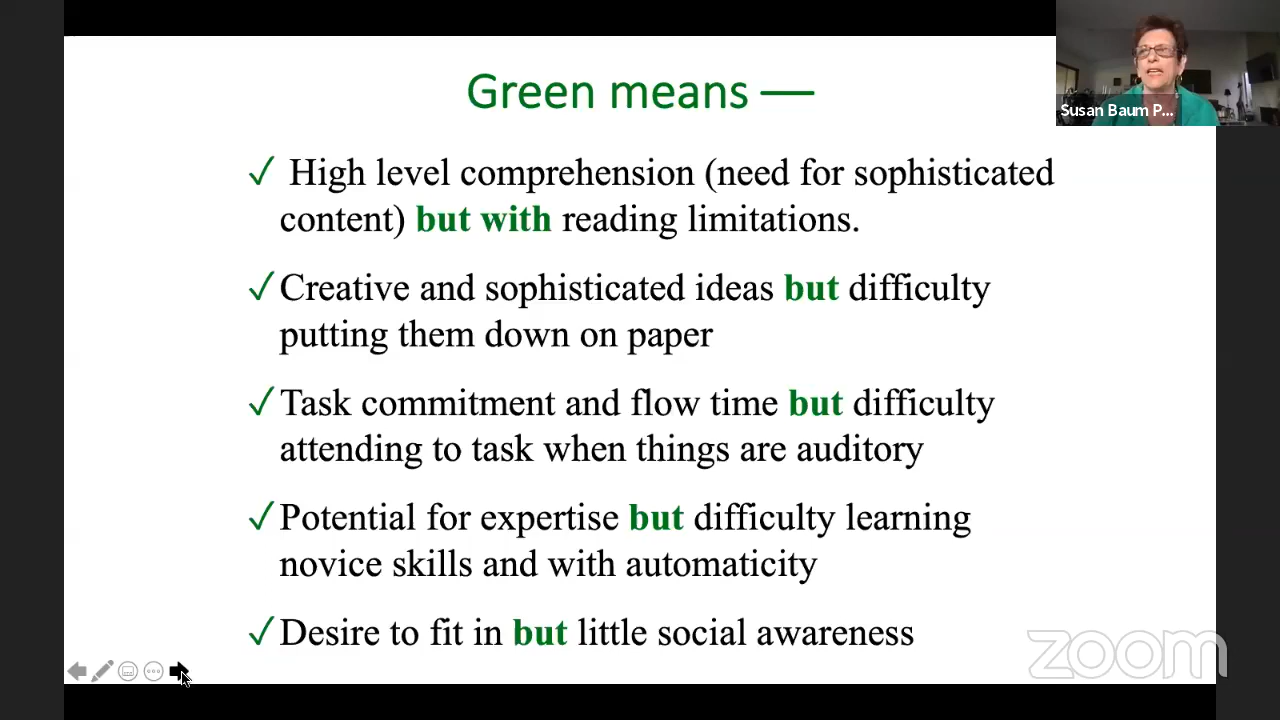 Green means —
Susan Baum P...
✓ High level comprehension (need for sophisticated
content) but with reading limitations.
✓ Creative and sophisticated ideas but difficulty
putting them down on paper
✓ Task commitment and flow time but difficulty
attending to task when things are auditory
✓ Potential for expertise but difficulty learning
novice skills and with automaticity
✓ Desire to fit in but little social awareness
zoom